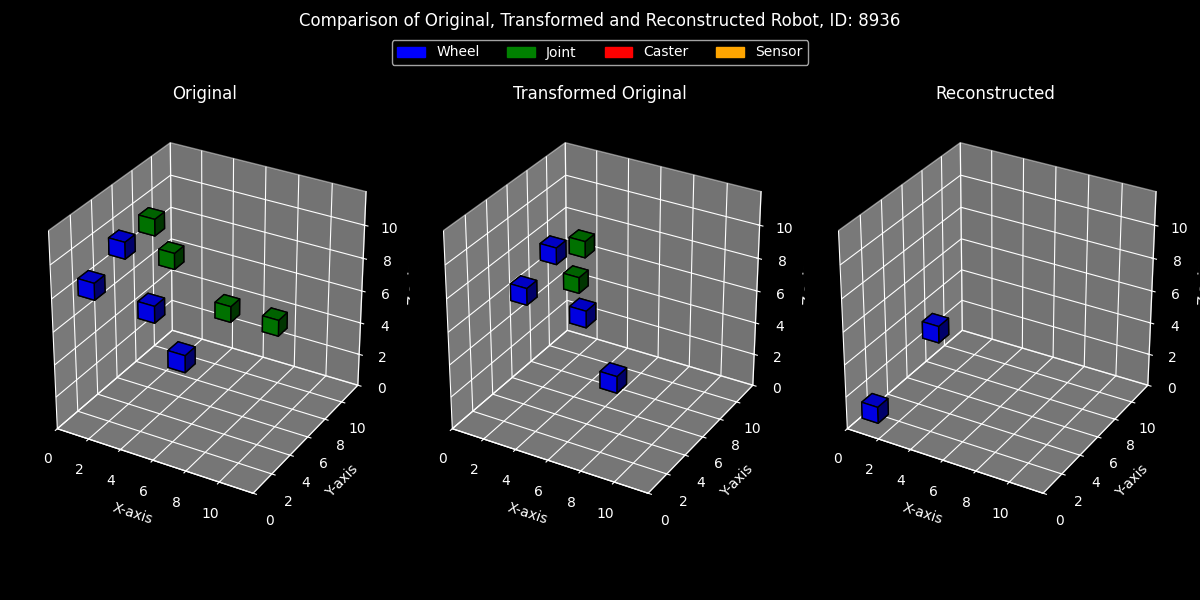 Comparison of Original, Transformed and Reconstructed Robot, ID: 8936
Wheel Joint Caster Sensor
Original Transformed Original Reconstructed
10 10 10
8 8 8
6 6 6
4 4 4
2 2 2
0 0 0
10 10 10
8 8 8
6 6 6
4 4 4
2 2 2
0 0 0
Y-axis Y-axis Y-axis
0 2 4 6 8 10 0 2 4 6 8 10 0 2 4 6 8 10
X-axis X-axis X-axis